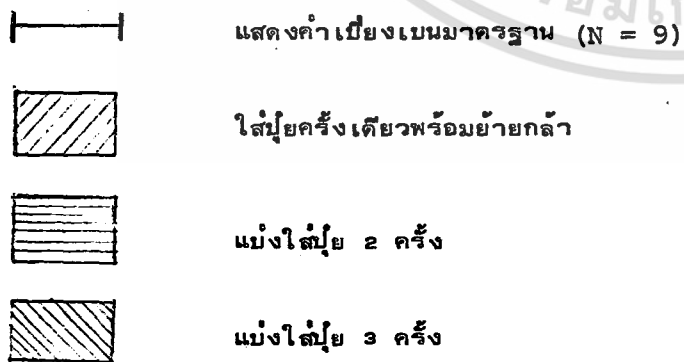 แสดงค่าเบี่ยงเบนมาตรฐาน (N = 9)
ใส่ปุ๋ยครั้งเดียวพร้อมย้ายกล้า
แบ่งใส่ปุ๋ย 2 ครั้ง
แบ่งใส่ปุ๋ย 3 ครั้ง